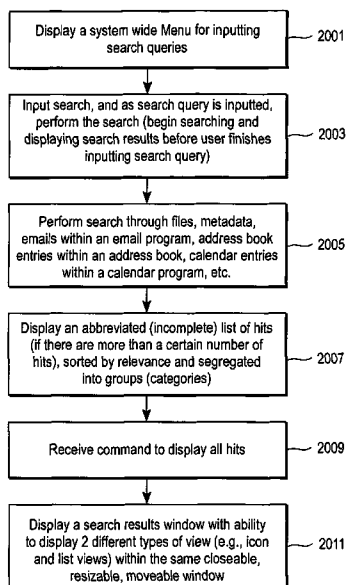 Display a system wide Menu for inputting
search queries
2001
Input search, and as search query is inputted,
perform the search (begin searching and
displaying search results before user finishes
inputting search query)
2003
Perform search through files, metadata,
emails within an email program, address book
entries within an address book, calendar entries
within a calendar program, etc.
2005
Display an abbreviated (incomplete) list of hits
(if there are more than a certain number of
hits), sorted by relevance and segregated
into groups (categories)
2007
Receive command to display all hits
2009
Display a search results window with ability
to display 2 different types of view (e.g., icon
and list views) within the same closeable,
resizable, moveable window
2011